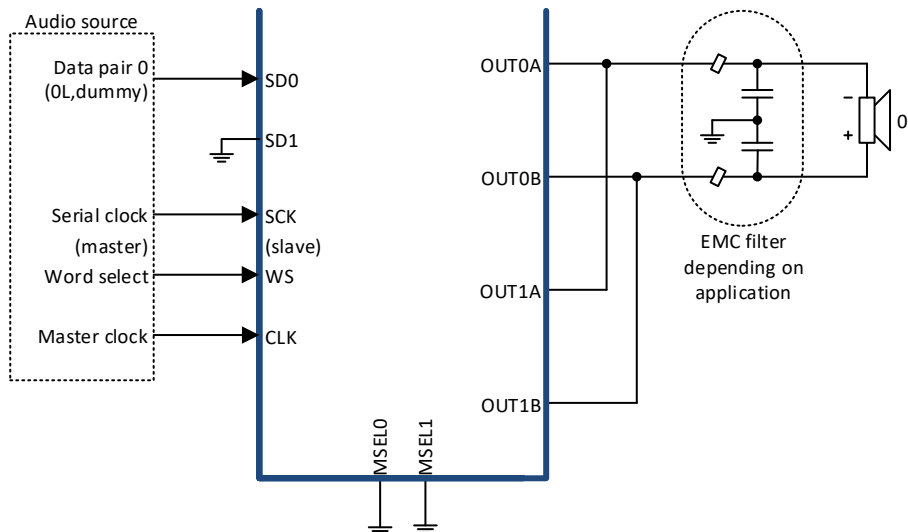 Audio source
Data pair 0
(0L,dummy)
Serial clock
(master)
Word select
Master clock
SD0
SD1
SCK
(slave)
WS
CLK
MSEL0
MSEL1
OUT0A
OUT0B
OUT1A
OUT1B
EMC filter
depending on
application
−
+
0